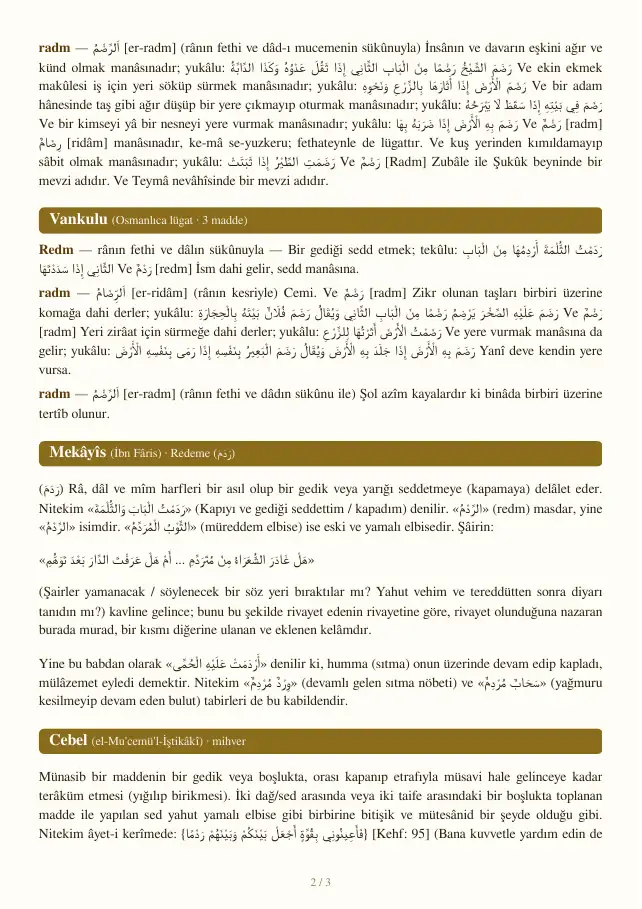 radm — اَلرَّضْمُ [er-radm] (rânın fethi ve dâd-ı mucemenin sükûnuyla) İnsânın ve davarın eşkini ağır ve
künd olmak manâsınadır; yukâlu: رَضَمَ الشَّيْخُ رَضْمًا مِنَ الْبَابِ الثَّانِي إِذَا ثَقُلَ عَدْوُهُ وَكَذَا الدَّابَّةُ Ve ekin ekmek
makûlesi iş için yeri söküp sürmek manâsınadır; yukâlu: رَضَمَ الْأَرْضَ إِذَا أَثَارَهَا بِالزَّرْعِ وَنَحْوِهِ Ve bir adam
hânesinde taş gibi ağır düşüp bir yere çıkmayıp oturmak manâsınadır; yukâlu: رَضَمَ فِي بَيْتِهِ إِذَا سَقَطَ لَا يَبْرَحُهُ
Ve bir kimseyi yâ bir nesneyi yere vurmak manâsınadır; yukâlu: رَضَمَ بِهِ الْأَرْضَ إِذَا ضَرَبَهُ بِهَا Ve رَضْمٌ [radm]
رِضَامٌ [ridâm] manâsınadır, ke-mâ se-yuzkeru; fethateynle de lügattır. Ve kuş yerinden kımıldamayıp
sâbit olmak manâsınadır; yukâlu: رَضَمَتِ الطَّيْرُ إِذَا ثَبَتَتْ Ve رَضْمٌ [Radm] Zubâle ile Şukûk beyninde bir
mevzi adıdır. Ve Teymâ nevâhîsinde bir mevzi adıdır.
Vankulu (Osmanlıca lügat · 3 madde)
Redm — rânın fethi ve dâlın sükûnuyla — Bir gediği sedd etmek; tekûlu: رَدَمْتُ الثُّلْمَةَ أَرْدِمُهَا مِنَ الْبَابِ
الثَّانِي إِذَا سَدَدْتَهَا Ve رَدْمٌ [redm] İsm dahi gelir, sedd manâsına.
radm — اَلرِّضَامُ [er-ridâm] (rânın kesriyle) Cemi. Ve رَضْمٌ [radm] Zikr olunan taşları birbiri üzerine
komağa dahi derler; yukâlu: رَضَمَ عَلَيْهِ الصَّخْرَ يَرْضِمُ رَضْمًا مِنَ الْبَابِ الثَّانِي وَيُقَالُ رَضَمَ فُلَانٌ بَيْتَهُ بِالْحِجَارَةِ Ve رَضْمٌ
[radm] Yeri zirâat için sürmeğe dahi derler; yukâlu: رَضَمْتُ الْأَرْضَ أَثَرْتُهَا لِلزَّرْعِ Ve yere vurmak manâsına da
gelir; yukâlu: رَضَمَ بِهِ الْأَرْضَ إِذَا جَلَدَ بِهِ الْأَرْضَ وَيُقَالُ رَضَمَ الْبَعِيرُ بِنَفْسِهِ إِذَا رَمَى بِنَفْسِهِ الْأَرْضَ Yanî deve kendin yere
vursa.
radm — اَلرَّضْمُ [er-radm] (rânın fethi ve dâdın sükûnu ile) Şol azîm kayalardır ki binâda birbiri üzerine
tertîb olunur.
Mekâyîs (İbn Fâris) · Redeme (رَدَمَ)
(رَدَمَ) Râ, dâl ve mîm harfleri bir asıl olup bir gedik veya yarığı seddetmeye (kapamaya) delâlet eder.
Nitekim «رَدَمْتُ الْبَابَ وَالثُّلْمَةَ» (Kapıyı ve gediği seddettim / kapadım) denilir. «الرَّدْمُ» (redm) masdar, yine
«الرَّدْمُ» isimdir. «الثَّوْبُ الْمُرَدَّمُ» (müreddem elbise) ise eski ve yamalı elbisedir. Şâirin:
«هَلْ غَادَرَ الشُّعَرَاءُ مِنْ مُتَرَدَّمِ ... أَمْ هَلْ عَرَفْتَ الدَّارَ بَعْدَ تَوَهُّمِ»
(Şairler yamanacak / söylenecek bir söz yeri bıraktılar mı? Yahut vehim ve tereddütten sonra diyarı
tanıdın mı?) kavline gelince; bunu bu şekilde rivayet edenin rivayetine göre, rivayet olunduğuna nazaran
burada murad, bir kısmı diğerine ulanan ve eklenen kelâmdır.
Yine bu babdan olarak «أَرْدَمَتْ عَلَيْهِ الْحُمَّى» denilir ki, humma (sıtma) onun üzerinde devam edip kapladı,
mülâzemet eyledi demektir. Nitekim «وِرْدٌ مُرْدِمٌ» (devamlı gelen sıtma nöbeti) ve «سَحَابٌ مُرْدِمٌ» (yağmuru
kesilmeyip devam eden bulut) tabirleri de bu kabildendir.
Cebel (el-Mu'cemü'l-İştikâkî) · mihver
Münasib bir maddenin bir gedik veya boşlukta, orası kapanıp etrafıyla müsavi hale gelinceye kadar
terâküm etmesi (yığılıp birikmesi). İki dağ/sed arasında veya iki taife arasındaki bir boşlukta toplanan
madde ile yapılan sed yahut yamalı elbise gibi birbirine bitişik ve mütesânid bir şeyde olduğu gibi.
Nitekim âyet-i kerîmede: {فَأَعِينُونِي بِقُوَّةٍ أَجْعَلْ بَيْنَكُمْ وَبَيْنَهُمْ رَدْمًا} [Kehf: 95] (Bana kuvvetle yardım edin de
2 / 3